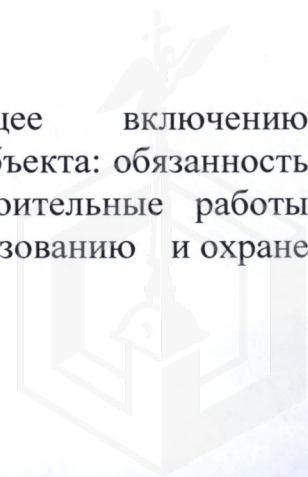 щее включению
бъекта: обязанность
оительные работы
зованию и охране